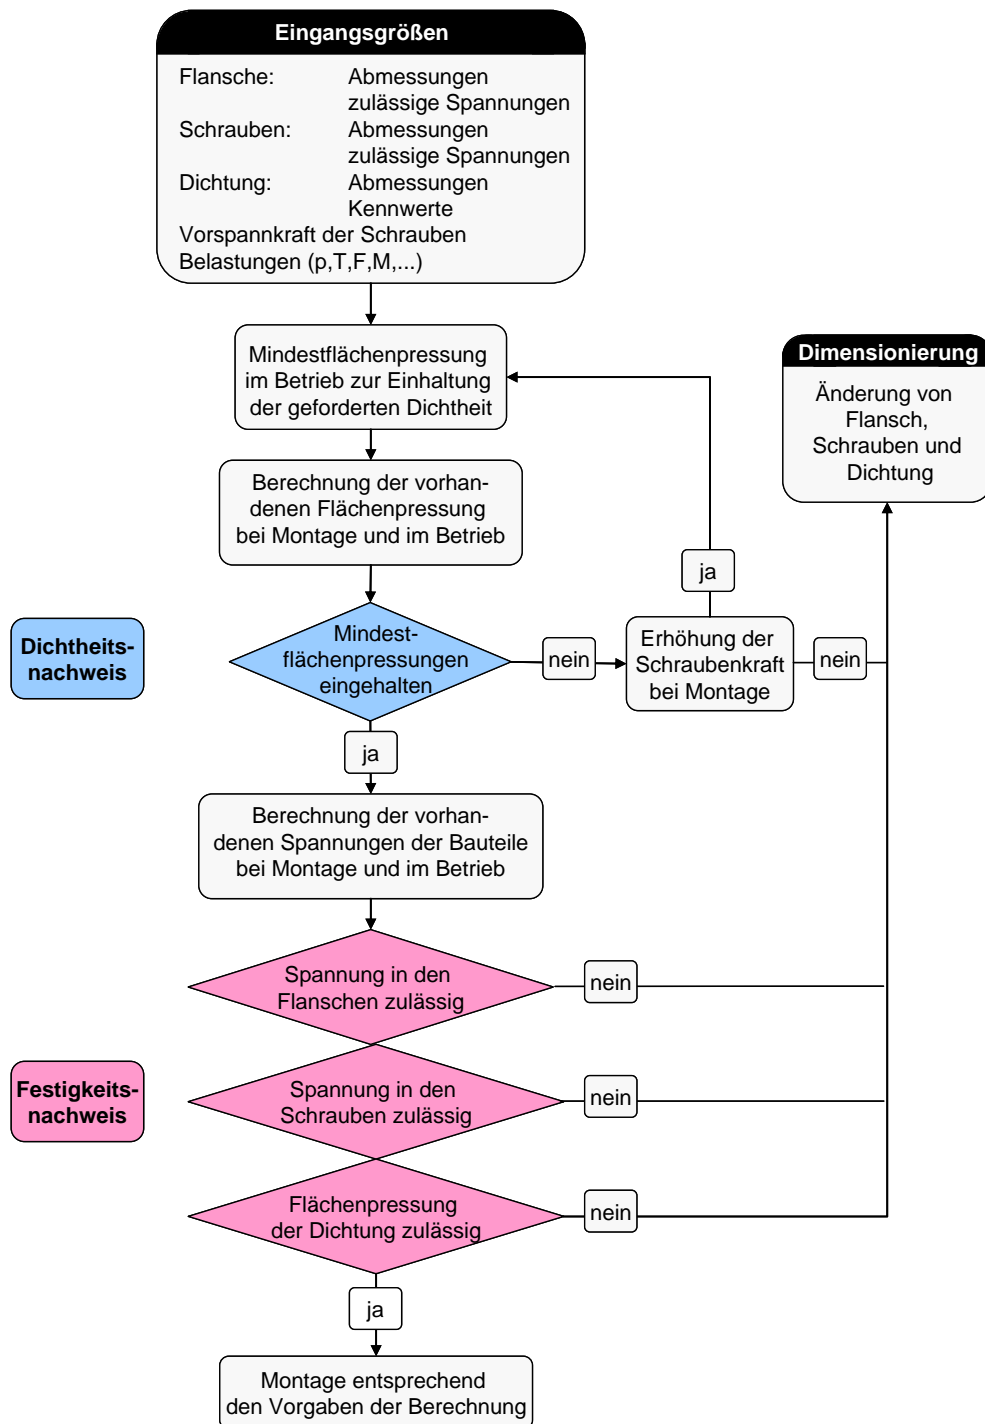 Eingangsgrößen
Flansche: Abmessungen
zulässige Spannungen
Schrauben: Abmessungen
zulässige Spannungen
Dichtung: Abmessungen
Kennwerte
Vorspannkraft der Schrauben
Belastungen (p,T,F,M,...)
Mindestflächenpressung
im Betrieb zur Einhaltung
der geforderten Dichtheit
Dimensionierung
Änderung von
Flansch,
Schrauben und
Dichtung
Berechnung der vorhan-
denen Flächenpressung
bei Montage und im Betrieb
ja
Dichtheits-
nachweis
Mindest-
flächenpressungen
eingehalten
nein
Erhöhung der
Schraubenkraft
bei Montage
nein
ja
Berechnung der vorhan-
denen Spannungen der Bauteile
bei Montage und im Betrieb
Spannung in den
Flanschen zulässig
nein
Festigkeits-
nachweis
Spannung in den
Schrauben zulässig
nein
Flächenpressung
der Dichtung zulässig
nein
ja
Montage entsprechend
den Vorgaben der Berechnung